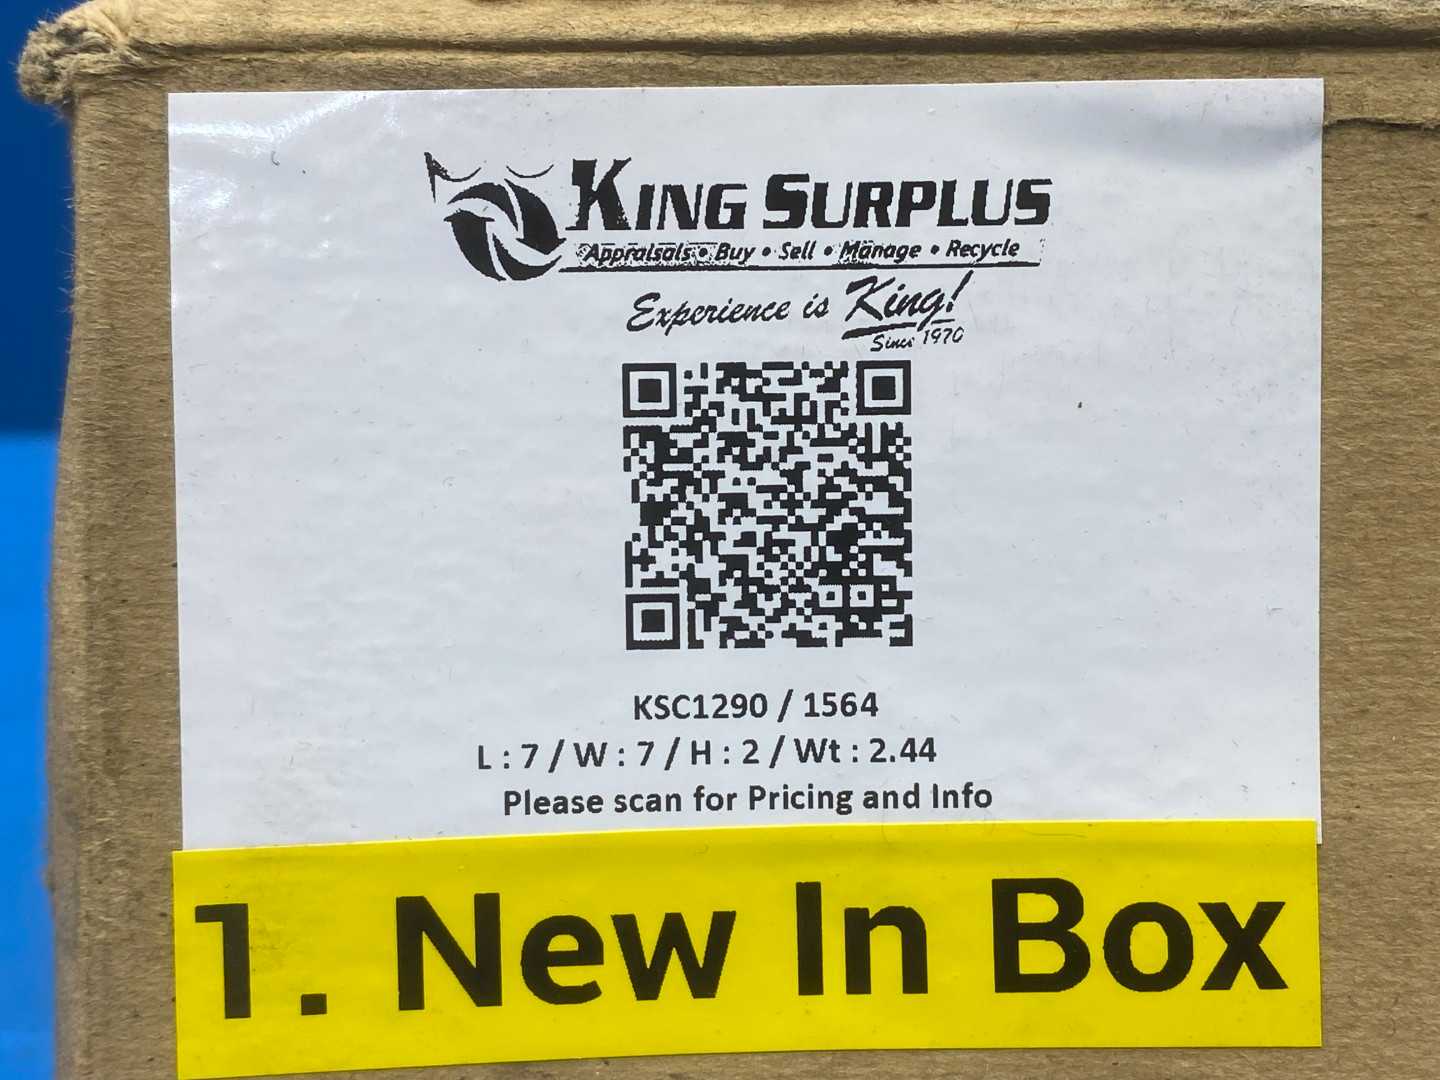 KING SURPLUS
Appraisals • Buy • Sell • Manage • Recycle
Experience is King!
Since 1970
KSC1290 / 1564
L : 7 / W : 7 / H : 2 / Wt : 2.44
Please scan for Pricing and Info
1. New In Box